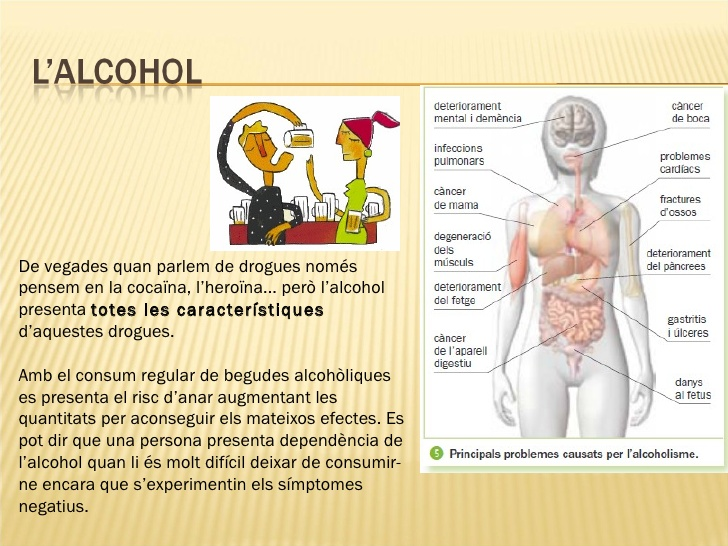 L'ALCOHOL
De vegades quan parlem de drogues només
pensem en la cocaïna, l'heroïna... però l'alcohol
presenta totes les característiques
d'aquestes drogues.
Amb el consum regular de begudes alcohòliques
es presenta el risc d'anar augmentant les
quantitats per aconseguir els mateixos efectes. Es
pot dir que una persona presenta dependència de
l'alcohol quan li és molt difícil deixar de consumir-
ne encara que s'experimentin els símptomes
negatius.
deteriorament
mental i demència
infeccions
pulmonars
càncer
de mama
degeneració
dels
músculs
deteriorament
del fetge
càncer
de l'aparell
digestiu
càncer
de boca
problemes
cardíacs
fractures
d'ossos
deteriorament
del pàncrees
gastritis
i úlceres
danys
al fetus
5 Principals problemes causats per l'alcoholisme.